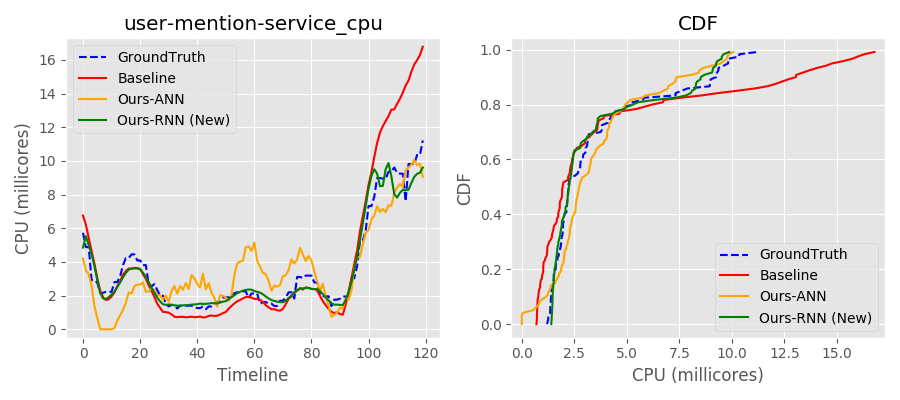 user-mention-service_cpu
GroundTruth
Baseline
Ours-ANN
Ours-RNN (New)
CPU (millicores)
16
14
12
10
8
6
4
2
0
0
20
40
60
80
100
120
Timeline
CDF
CDF
1.0
0.8
0.6
0.4
0.2
0.0
GroundTruth
Baseline
Ours-ANN
Ours-RNN (New)
0.0
2.5
5.0
7.5
10.0
12.5
15.0
CPU (millicores)